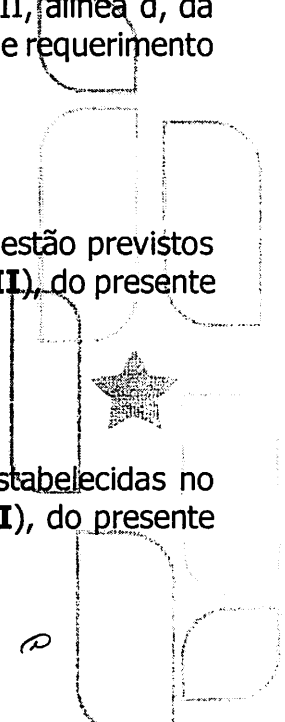 II, alínea d, da
e requerimento
estão previstos
II), do presente
stabelecidas no
I), do presente